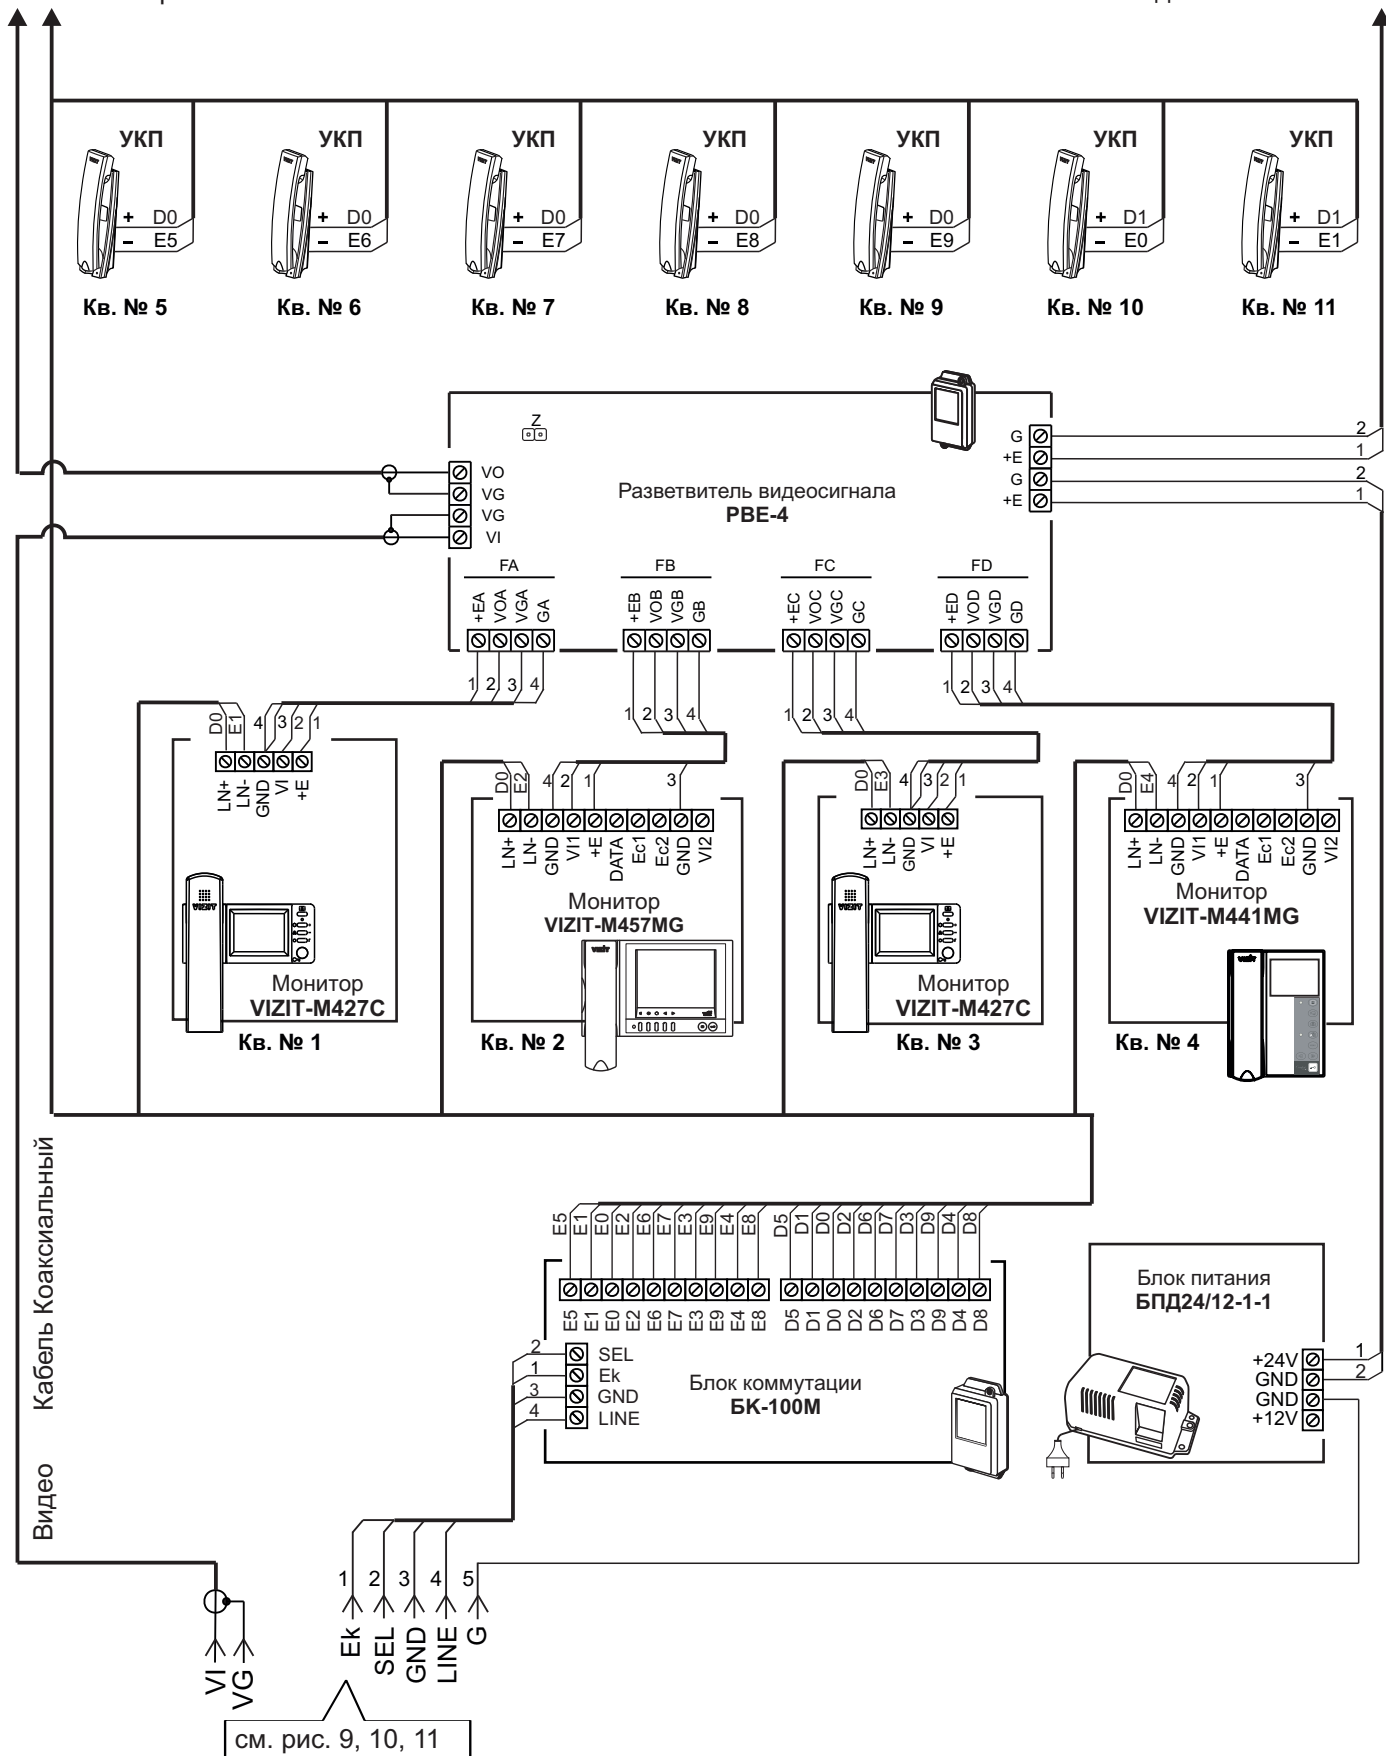 УКП УКП УКП УКП УКП УКП УКП
+ D0 + D0 + D0 + D0 + D0 + D1 + D1
– E5 – E6 – E7 – E8 – E9 – E0 – E1
Кв. № 5 Кв. № 6 Кв. № 7 Кв. № 8 Кв. № 9 Кв. № 10 Кв. № 11
Z
G 2
+E 1
G 2
+E 1
VO
VG
VG
VI
Разветвитель видеосигнала
РВЕ-4
FA FB FC FD
+EA VOA VGA GA
+EB VOB VGB GB
+EC VOC VGC GC
+ED VOD VGD GD
1 2 3 4
1 2 3 4
1 2 3 4
1 2 3 4
D0 E1 4 3 2 1
LN+ LN- GND VI +E
VIZIT
Монитор
VIZIT-M427C
Кв. № 1
D0 E2 4 2 1 3
LN+ LN- GND VI1 +E DATA Ec1 Ec2 GND VI2
Монитор
VIZIT-M457MG
Кв. № 2
D0 E3 4 3 2 1
LN+ LN- GND VI +E
VIZIT
Монитор
VIZIT-M427C
Кв. № 3
D0 E4 4 2 1 3
LN+ LN- GND VI1 +E DATA Ec1 Ec2 GND VI2
Монитор
VIZIT-M441MG
Кв. № 4
Видео Кабель Коаксиальный
E5 E1 E0 E2 E6 E7 E3 E9 E4 E8 D5 D1 D0 D2 D6 D7 D3 D9 D4 D8
E5 E1 E0 E2 E6 E7 E3 E9 E4 E8 D5 D1 D0 D2 D6 D7 D3 D9 D4 D8
2 SEL
1 Ek
3 GND
4 LINE
Блок коммутации
БК-100М
Блок питания
БПД24/12-1-1
+24V 1
GND 2
GND
+12V
1 2 3 4 5
Ek SEL GND LINE G
VI VG
см. рис. 9, 10, 11